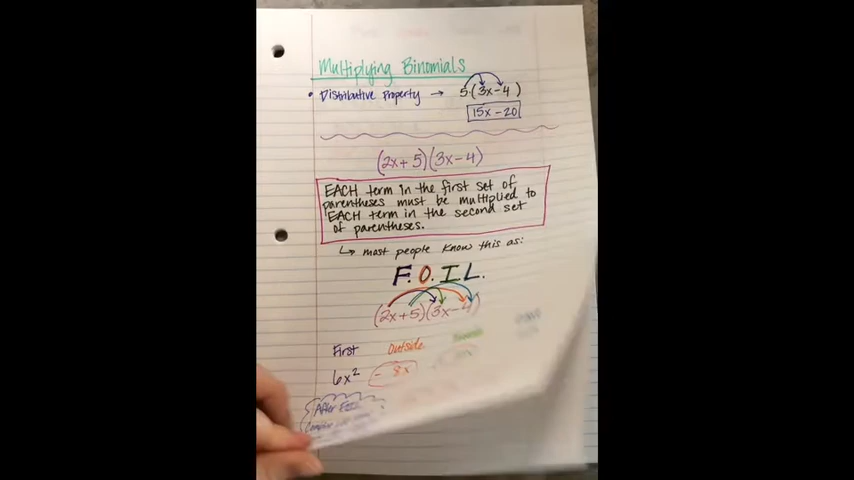 Multiplying Binomials
• Distributive Property → 5·(3x-4)
15x-20
(2x+5)(3x-4)
EACH term in the first set of
parentheses must be multiplied to
EACH term in the second set
of parentheses.
↳ most people know this as:
F.O.I.L.
(2x+5)(3x-4)
First Outside
6x² - 8x
After